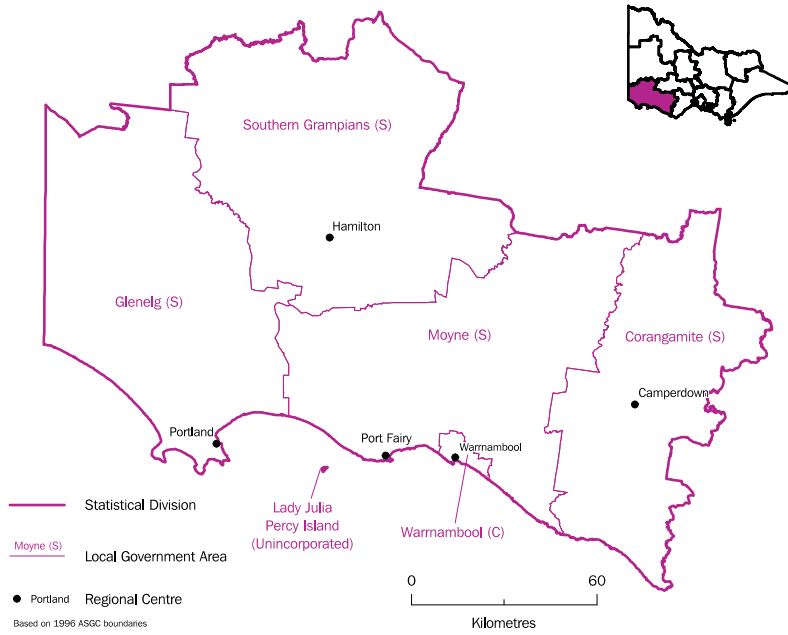 Southern Grampians (S)
Hamilton
Glenelg (S)
Moyne (S)
Corangamite (S)
Camperdown
Portland
Port Fairy
Warrnambool
Lady Julia
Percy Island
(Unincorporated)
Warrnambool (C)
Statistical Division
Moyne (S)
Local Government Area
Portland
Regional Centre
Based on 1996 ASGC boundaries
0
60
Kilometres